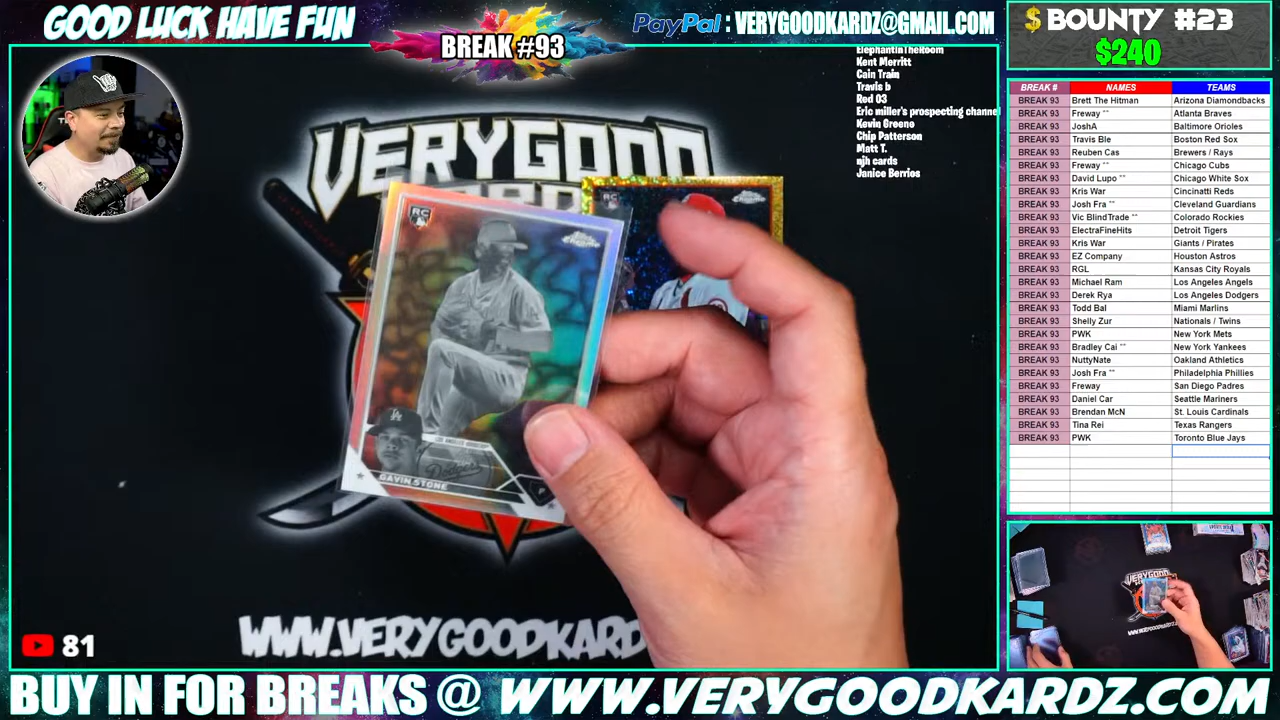 GOOD LUCK HAVE FUN
BREAK #93
PayPal : VERYGOODKARDZ@GMAIL.COM
$ BOUNTY #23
$240
ElephantInTheRoom
Kent Merritt
Cain Train
Travis b
Red 03
Eric miller's prospecting channel
Kevin Greene
Chip Patterson
Matt T.
njh cards
Janice Berrios
BREAK # NAMES TEAMS
BREAK 93 Brett The Hitman Arizona Diamondbacks
BREAK 93 Freway ** Atlanta Braves
BREAK 93 JoshA Baltimore Orioles
BREAK 93 Travis Ble Boston Red Sox
BREAK 93 Reuben Cas Brewers / Rays
BREAK 93 Freway ** Chicago Cubs
BREAK 93 David Lupo ** Chicago White Sox
BREAK 93 Kris War Cincinatti Reds
BREAK 93 Josh Fra ** Cleveland Guardians
BREAK 93 Vic BlindTrade ** Colorado Rockies
BREAK 93 ElectraFineHits Detroit Tigers
BREAK 93 Kris War Giants / Pirates
BREAK 93 EZ Company Houston Astros
BREAK 93 RGL Kansas City Royals
BREAK 93 Michael Ram Los Angeles Angels
BREAK 93 Derek Rya Los Angeles Dodgers
BREAK 93 Todd Bal Miami Marlins
BREAK 93 Shelly Zur Nationals / Twins
BREAK 93 PWK New York Mets
BREAK 93 Bradley Cai ** New York Yankees
BREAK 93 NuttyNate Oakland Athletics
BREAK 93 Josh Fra ** Philadelphia Phillies
BREAK 93 Freway San Diego Padres
BREAK 93 Daniel Car Seattle Mariners
BREAK 93 Brendan McN St. Louis Cardinals
BREAK 93 Tina Rei Texas Rangers
BREAK 93 PWK Toronto Blue Jays
VERYGOOD
RC
Chrome
RC
Chrome
LA
LOS ANGELES DODGERS
Dodgers
GAVIN STONE
P
WWW.VERYGOODKARD
81
VERYGOOD
BUY IN FOR BREAKS @ WWW.VERYGOODKARDZ.COM